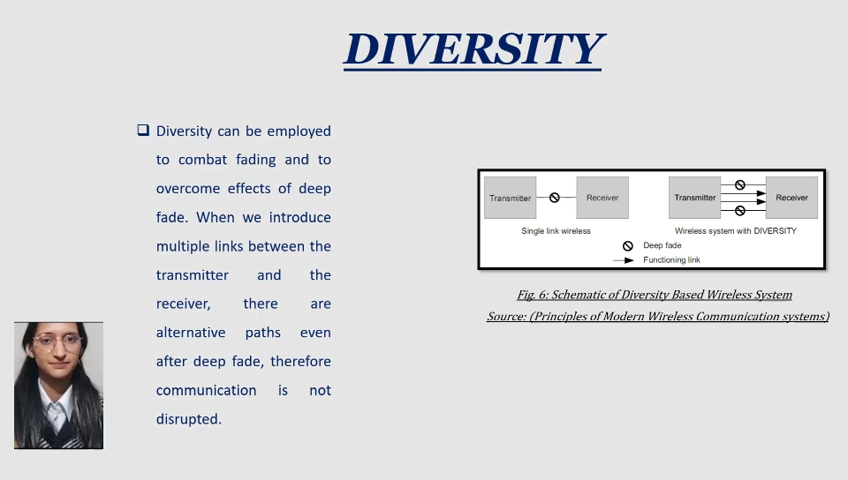 DIVERSITY
Diversity can be employed
to combat fading and to
overcome effects of deep
fade. When we introduce
multiple links between the
transmitter and the
receiver, there are
alternative paths even
after deep fade, therefore
communication is not
disrupted.
Transmitter Receiver Transmitter Receiver
Single link wireless Wireless system with DIVERSITY
Deep fade
Functioning link
Fig. 6: Schematic of Diversity Based Wireless System
Source: (Principles of Modern Wireless Communication systems)